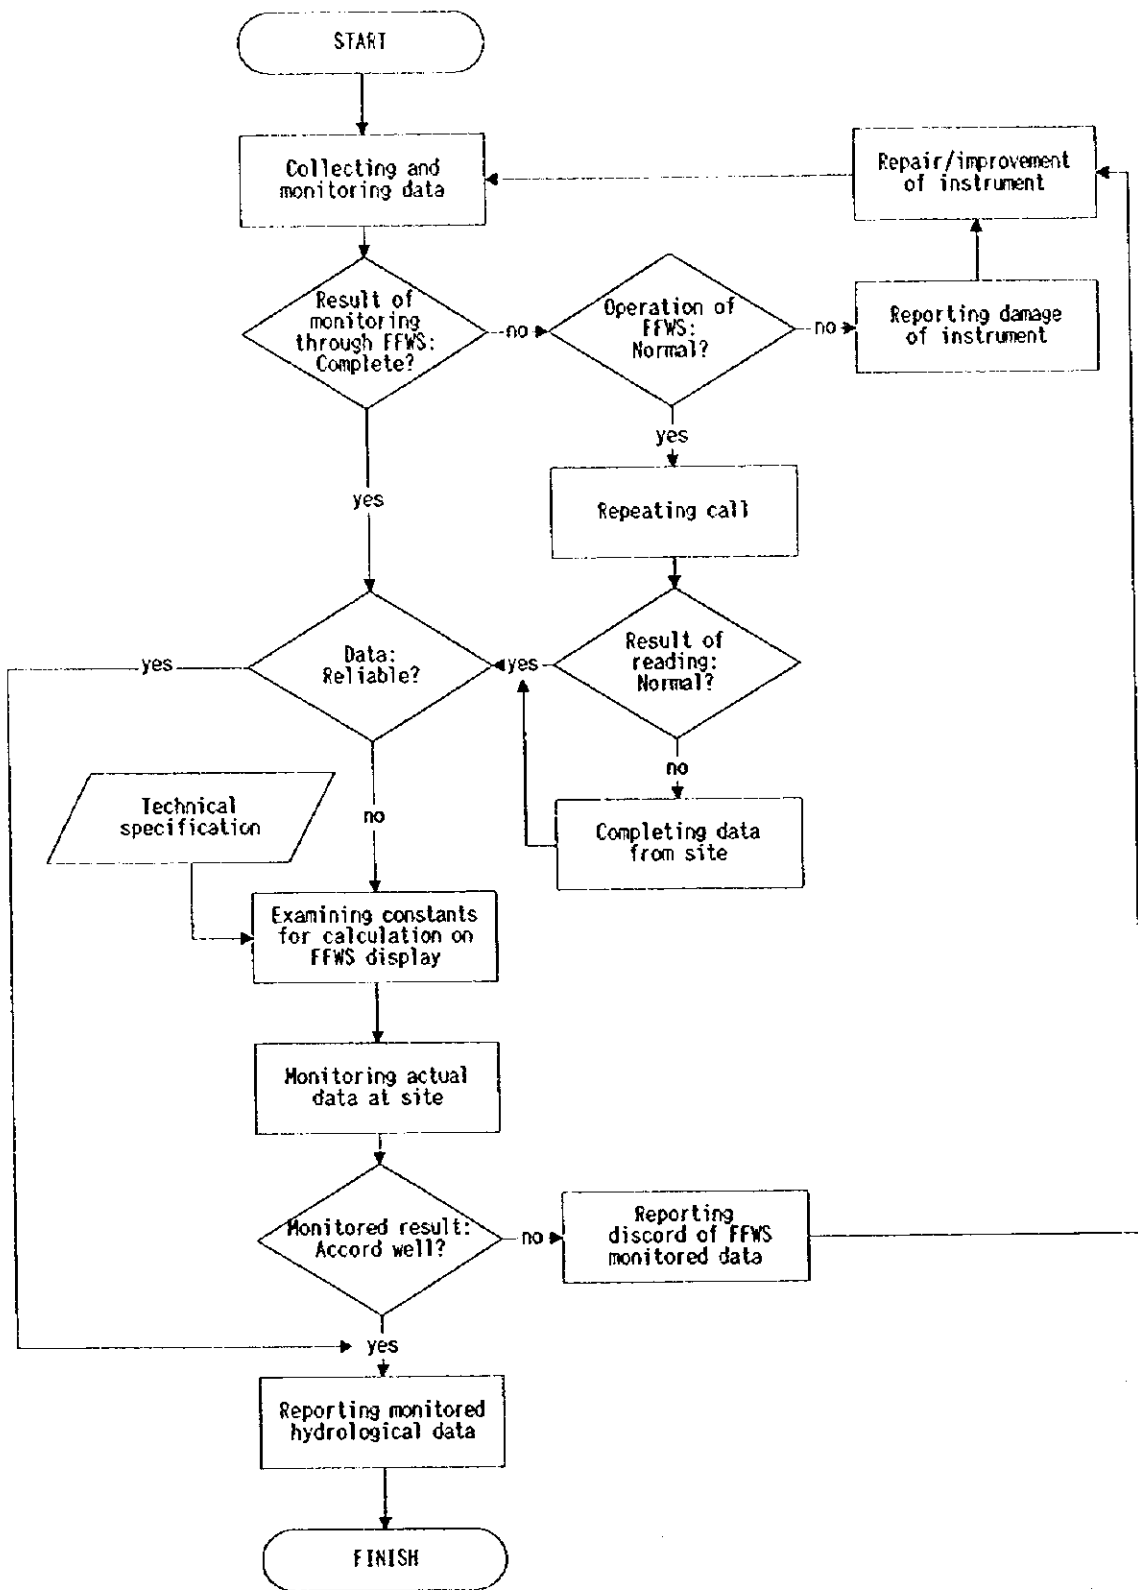 START
Collecting and
monitoring data
Repair/improvement
of instrument
Result of
monitoring
through FFWS:
Complete?
no
Operation of
FFWS:
Normal?
no
Reporting damage
of instrument
yes
yes
Repeating call
Data:
Reliable?
yes
yes
Result of
reading:
Normal?
no
no
Technical
specification
Completing data
from site
Examining constants
for calculation on
FFWS display
Monitoring actual
data at site
Monitored result:
Accord well?
no
Reporting
discord of FFWS
monitored data
yes
Reporting monitored
hydrological data
FINISH